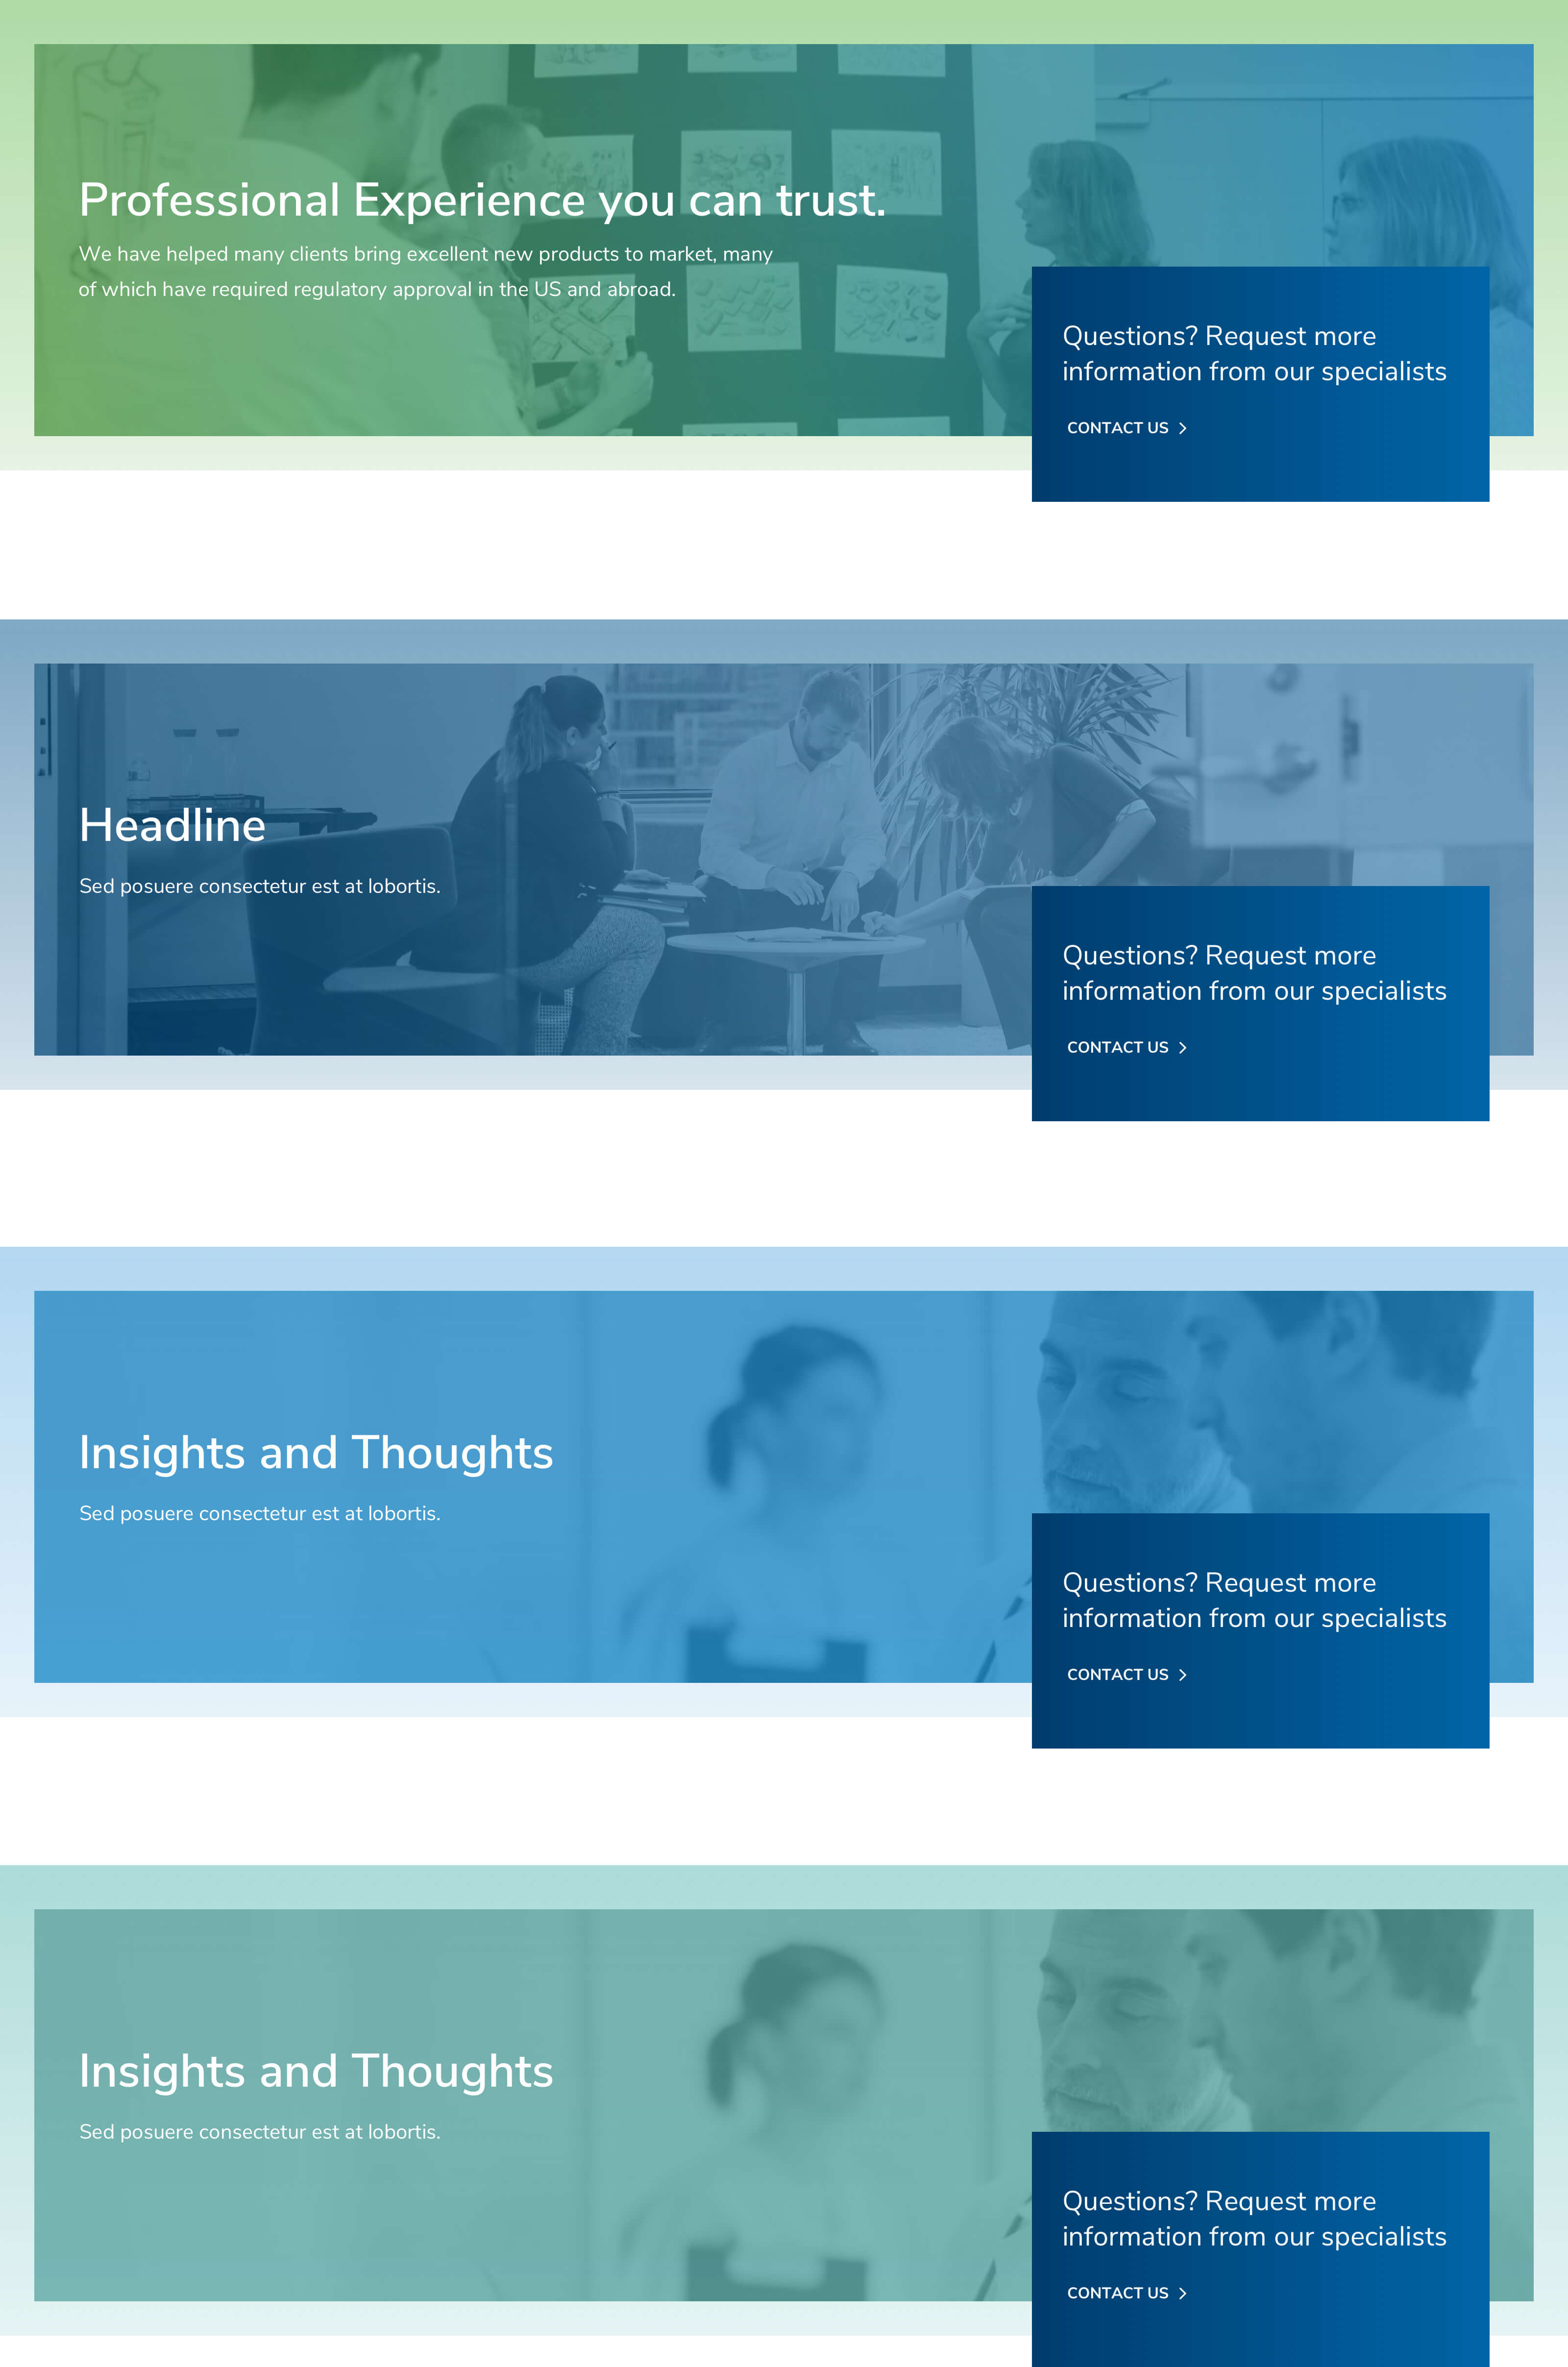 Professional Experience you can trust.
We have helped many clients bring excellent new products to market, many
of which have required regulatory approval in the US and abroad.
Questions? Request more
information from our specialists
CONTACT US
Headline
Sed posuere consectetur est at lobortis.
Questions? Request more
information from our specialists
CONTACT US
Insights and Thoughts
Sed posuere consectetur est at lobortis.
Questions? Request more
information from our specialists
CONTACT US
Insights and Thoughts
Sed posuere consectetur est at lobortis.
Questions? Request more
information from our specialists
CONTACT US